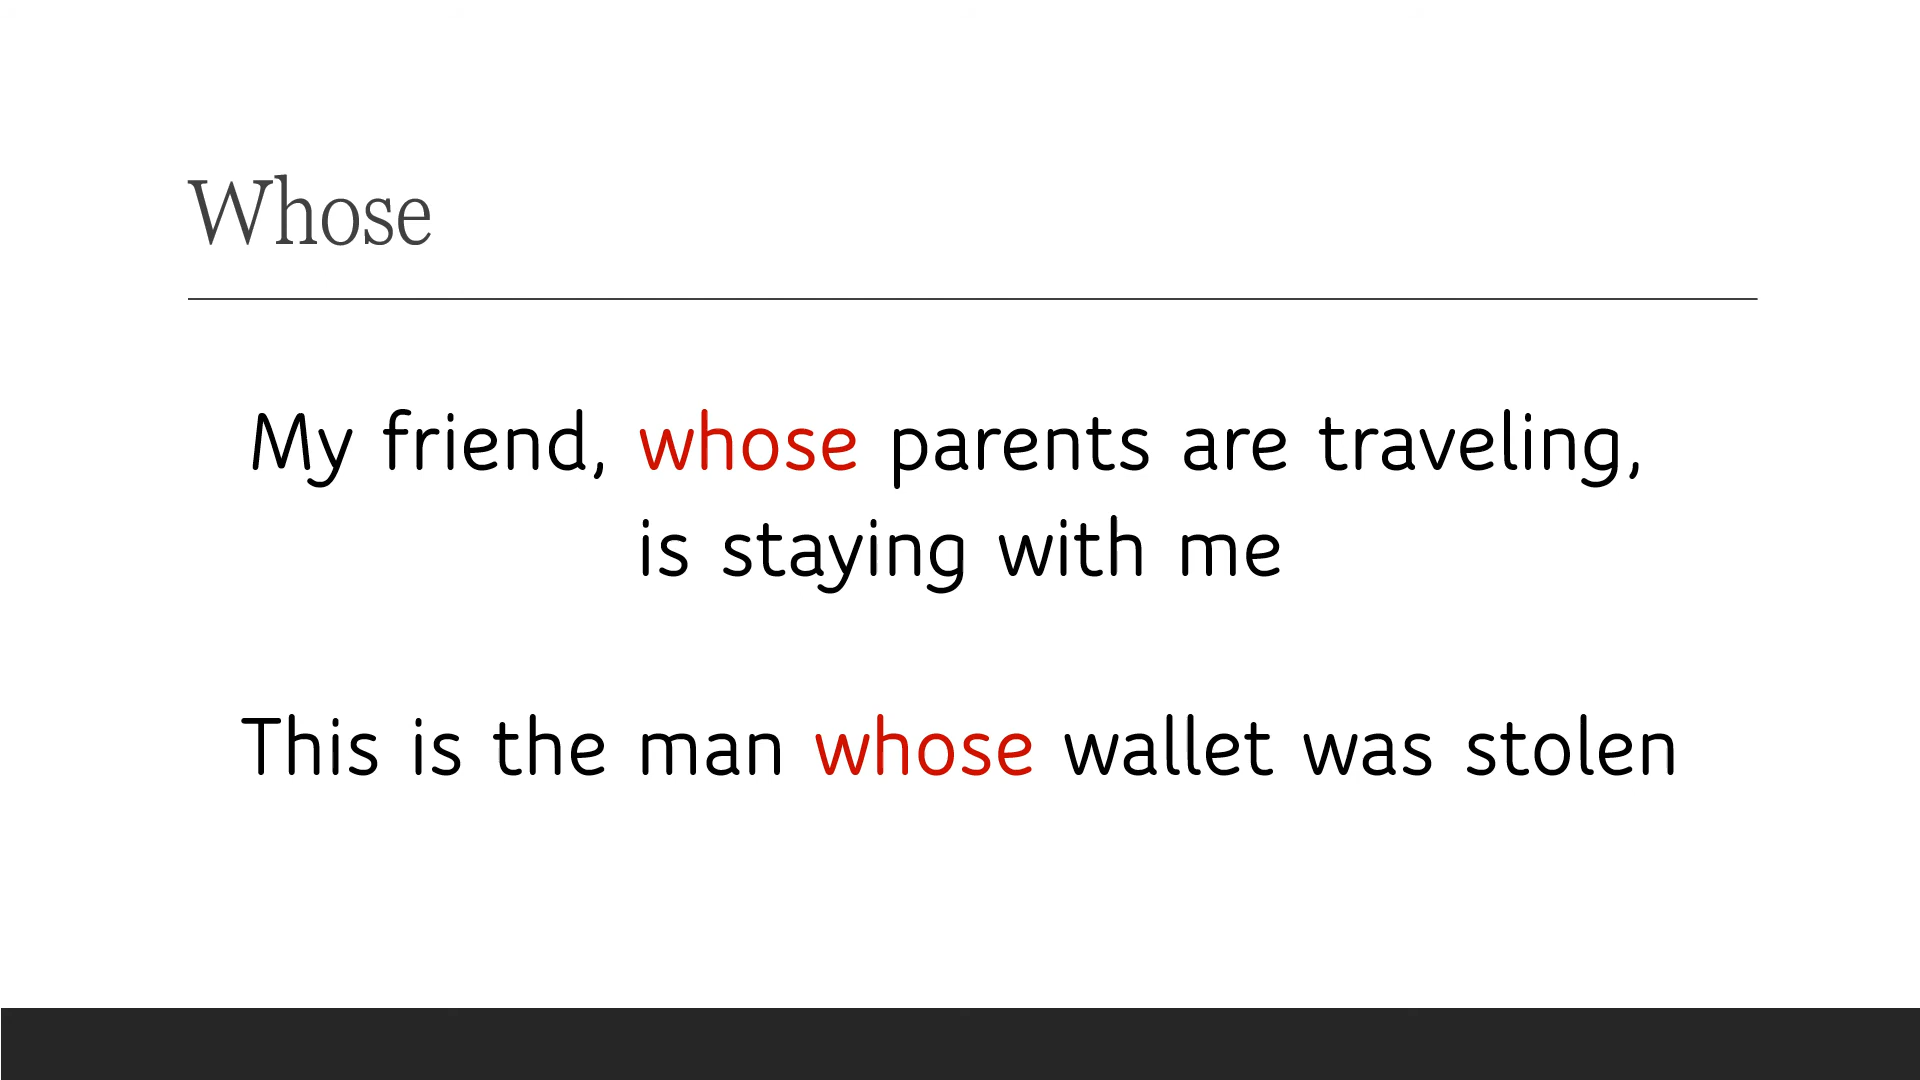 Whose
My friend, whose parents are traveling,
is staying with me
This is the man whose wallet was stolen